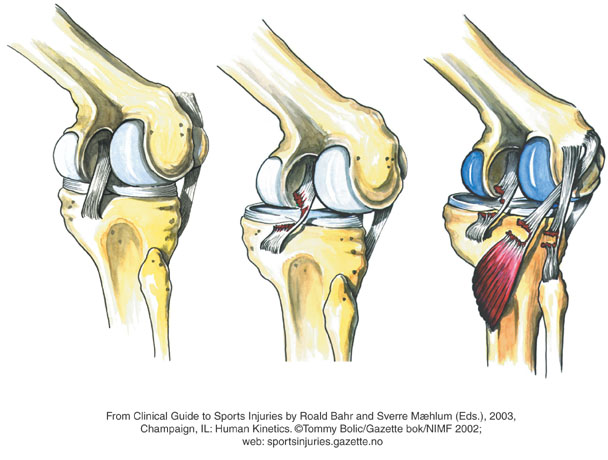 From Clinical Guide to Sports Injuries by Roald Bahr and Sverre Mæhlum (Eds.), 2003,
Champaign, IL: Human Kinetics. ©Tommy Bolic/Gazette bok/NIMF 2002;
web: sportsinjuries.gazette.no